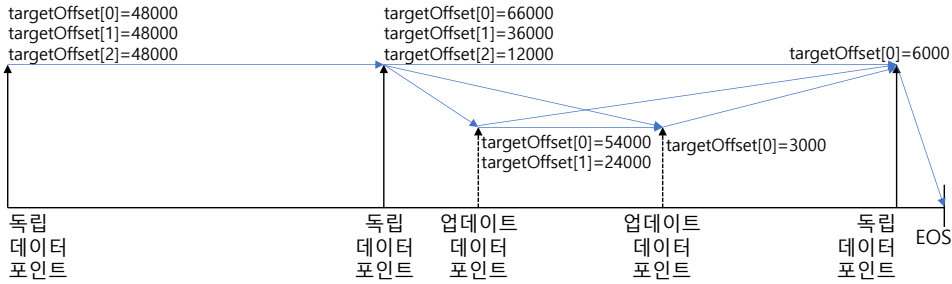 targetOffset[0]=48000
targetOffset[1]=48000
targetOffset[2]=48000
targetOffset[0]=66000
targetOffset[1]=36000
targetOffset[2]=12000
targetOffset[0]=6000
targetOffset[0]=54000
targetOffset[1]=24000
targetOffset[0]=3000
독립
데이터
포인트
독립
데이터
포인트
업데이트
데이터
포인트
업데이트
데이터
포인트
독립
데이터
포인트
EOS